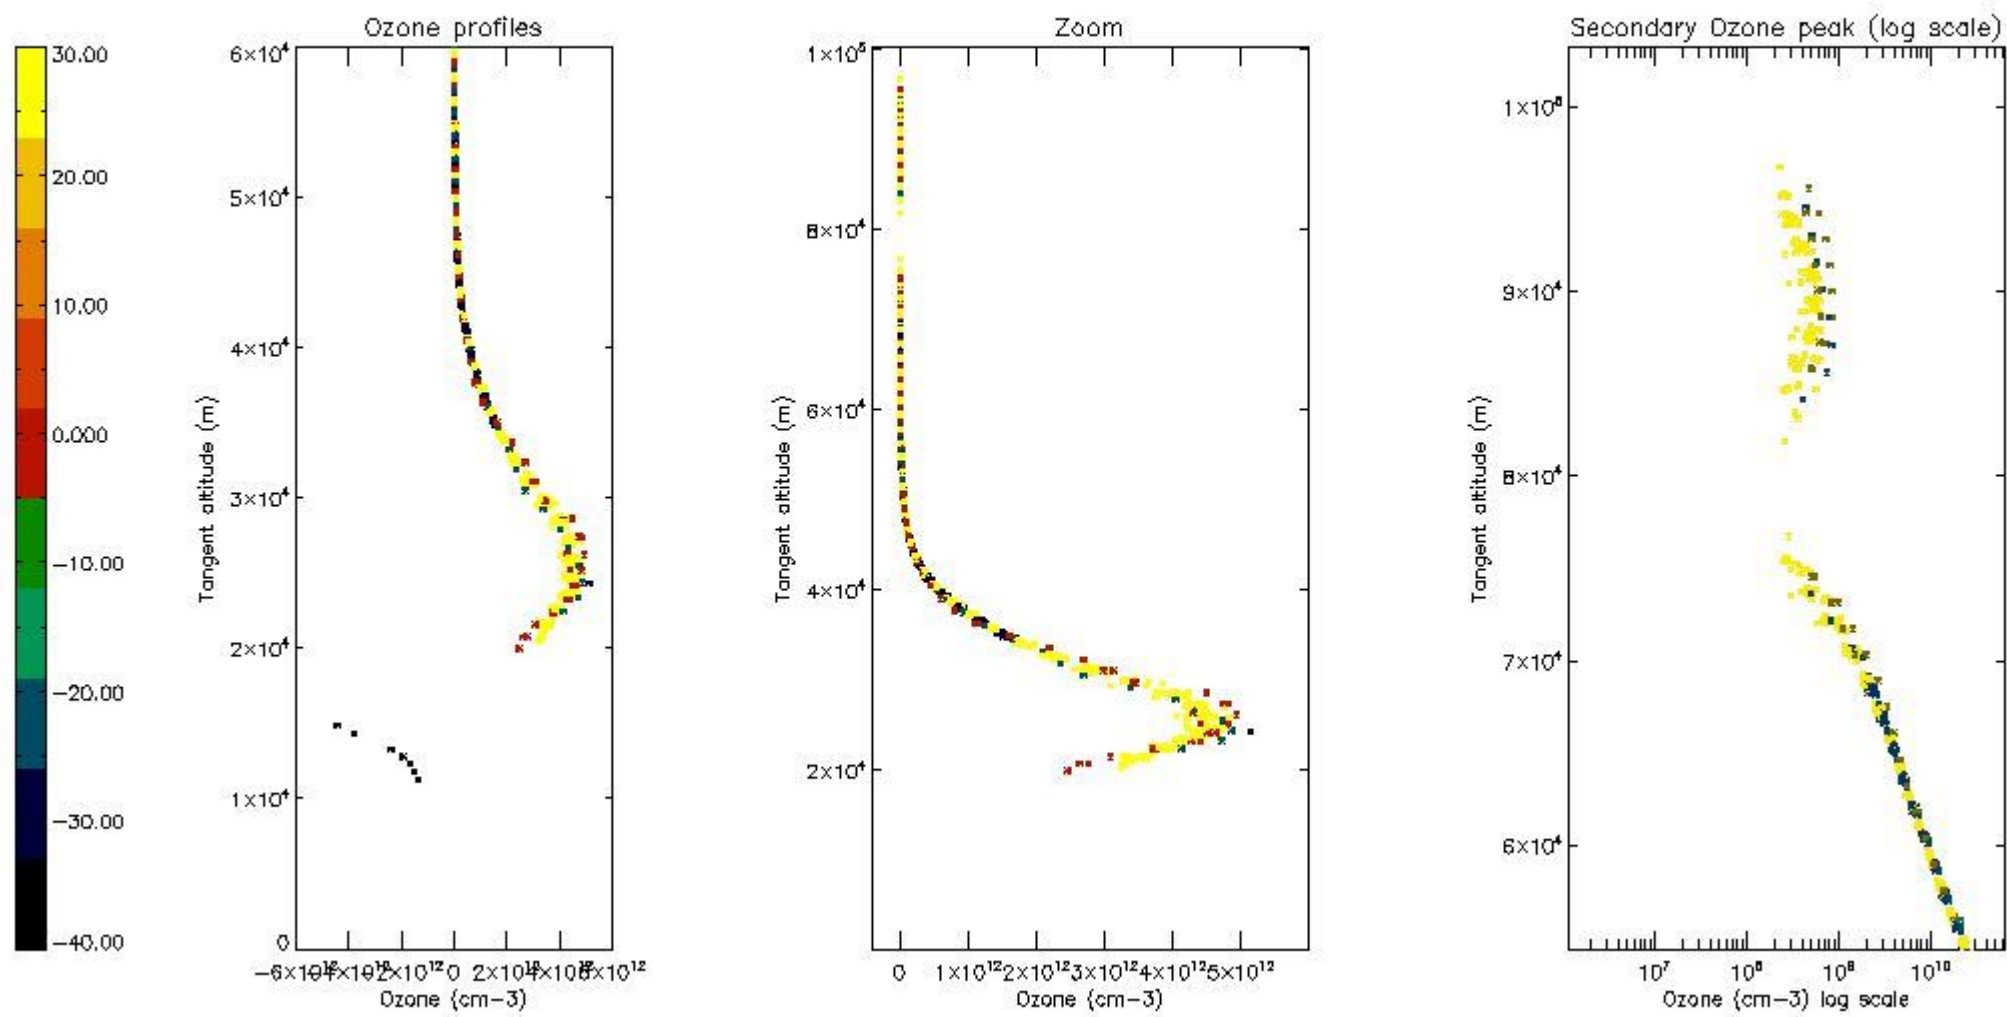 Ozone profiles
Zoom
Secondary Ozone peak (log scale)
30.00
20.00
10.00
0.000
−10.00
−20.00
−30.00
−40.00
6×10⁴
5×10⁴
4×10⁴
3×10⁴
2×10⁴
1×10⁴
0
Tangent altitude (m)
0
2×10¹²
Ozone (cm−3)
1×10⁵
8×10⁴
6×10⁴
4×10⁴
2×10⁴
Tangent altitude (m)
0 1×10¹² 2×10¹² 3×10¹² 4×10¹² 5×10¹²
Ozone (cm−3)
9×10⁴
8×10⁴
7×10⁴
6×10⁴
Tangent altitude (m)
10⁷ 10⁸ 10⁹ 10¹⁰
Ozone (cm−3) log scale